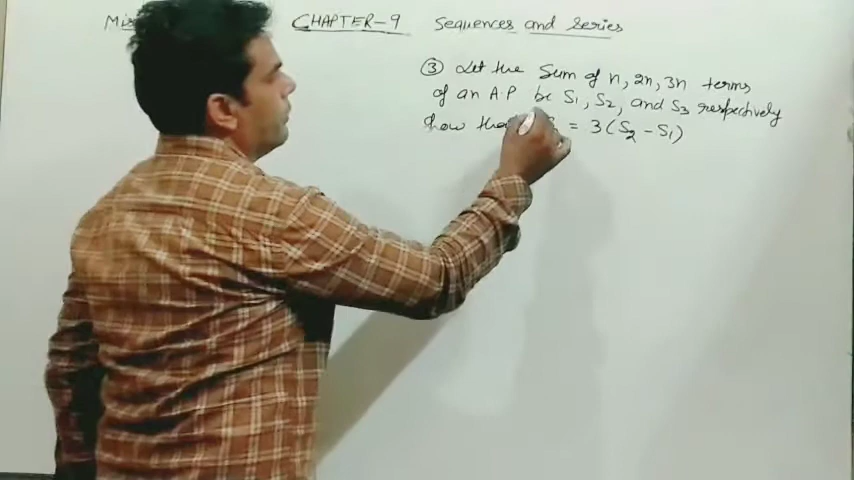 CHAPTER-9 Sequences and series
③ Let the Sum of n, 2n, 3n terms
of an A.P be S₁, S₂, and S₃ respectively
Show = 3(S₂ - S₁)